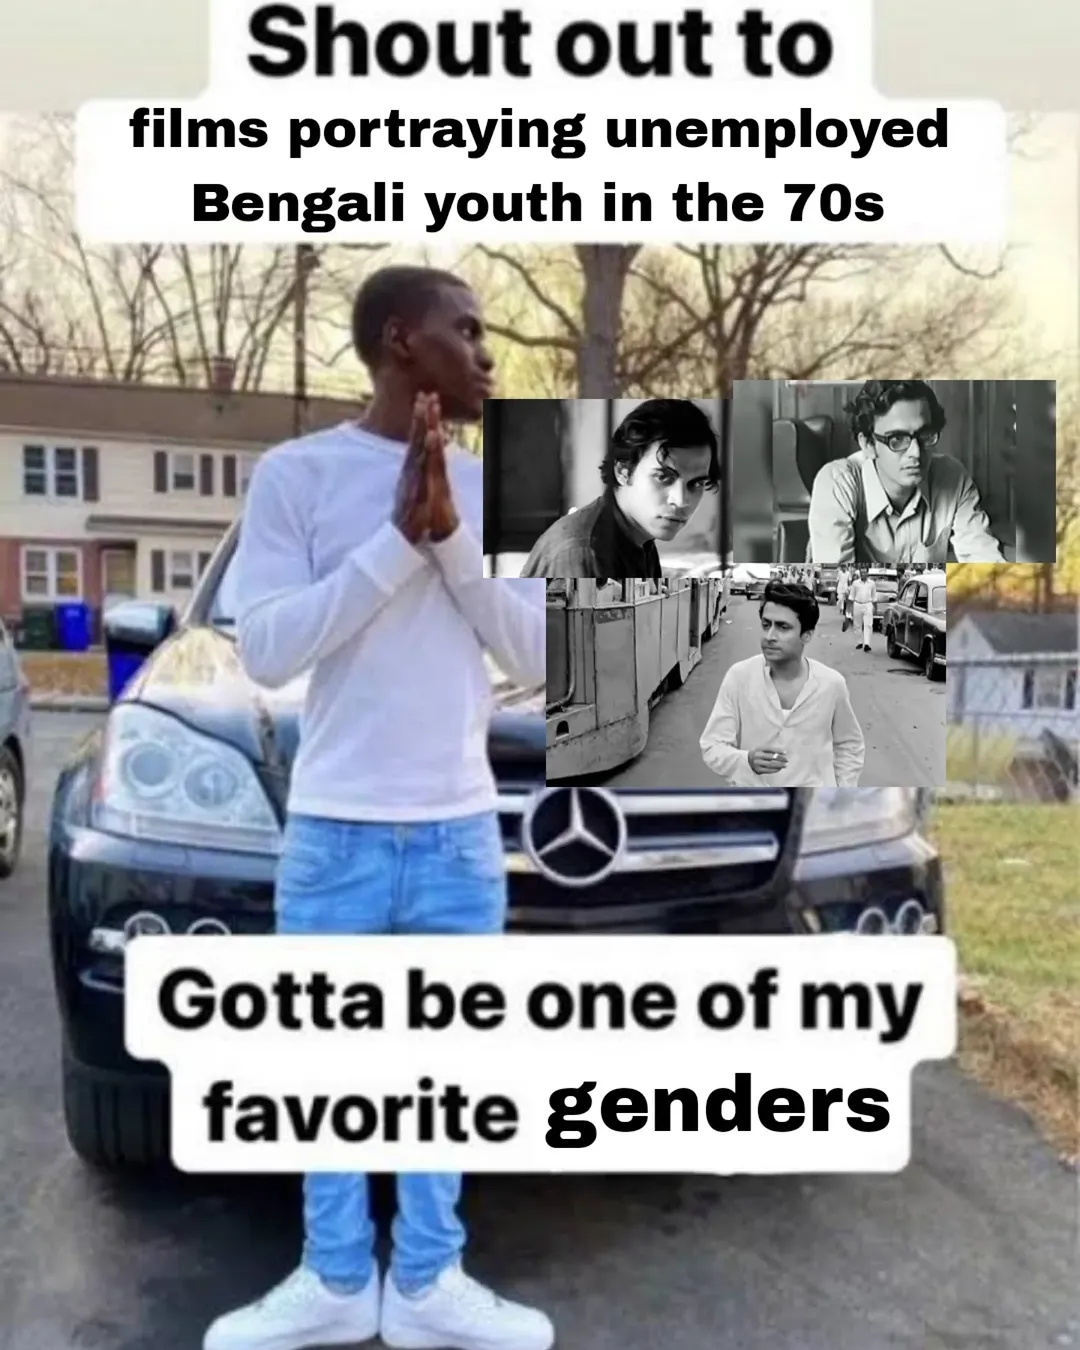 Shout out to
films portraying unemployed
Bengali youth in the 70s
Gotta be one of my
favorite genders